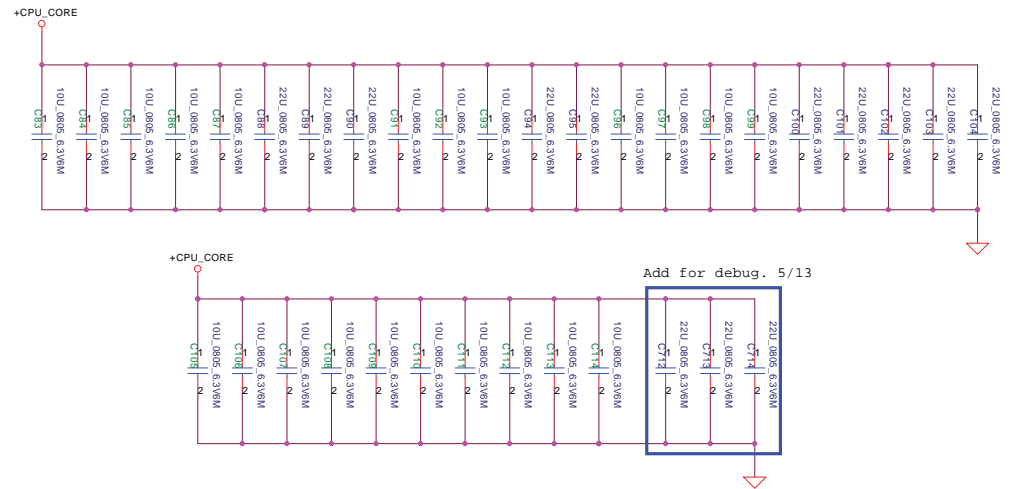 +CPU_CORE
C83 1 2 10U_0805_6.3V6M
C84 1 2 10U_0805_6.3V6M
C85 1 2 10U_0805_6.3V6M
C86 1 2 10U_0805_6.3V6M
C87 1 2 10U_0805_6.3V6M
C88 1 2 22U_0805_6.3V6M
C89 1 2 22U_0805_6.3V6M
C90 1 2 22U_0805_6.3V6M
C91 1 2 10U_0805_6.3V6M
C92 1 2 10U_0805_6.3V6M
C93 1 2 10U_0805_6.3V6M
C94 1 2 22U_0805_6.3V6M
C95 1 2 22U_0805_6.3V6M
C96 1 2 10U_0805_6.3V6M
C97 1 2 10U_0805_6.3V6M
C98 1 2 10U_0805_6.3V6M
C99 1 2 10U_0805_6.3V6M
C100 1 2 22U_0805_6.3V6M
C101 1 2 22U_0805_6.3V6M
C102 1 2 22U_0805_6.3V6M
C103 1 2 22U_0805_6.3V6M
C104 1 2 22U_0805_6.3V6M
+CPU_CORE
Add for debug. 5/13
C105 1 2 10U_0805_6.3V6M
C106 1 2 10U_0805_6.3V6M
C107 1 2 10U_0805_6.3V6M
C108 1 2 10U_0805_6.3V6M
C109 1 2 10U_0805_6.3V6M
C110 1 2 10U_0805_6.3V6M
C111 1 2 10U_0805_6.3V6M
C112 1 2 10U_0805_6.3V6M
C113 1 2 10U_0805_6.3V6M
C114 1 2 10U_0805_6.3V6M
C712 1 2 22U_0805_6.3V6M
C713 1 2 22U_0805_6.3V6M
C714 1 2 22U_0805_6.3V6M